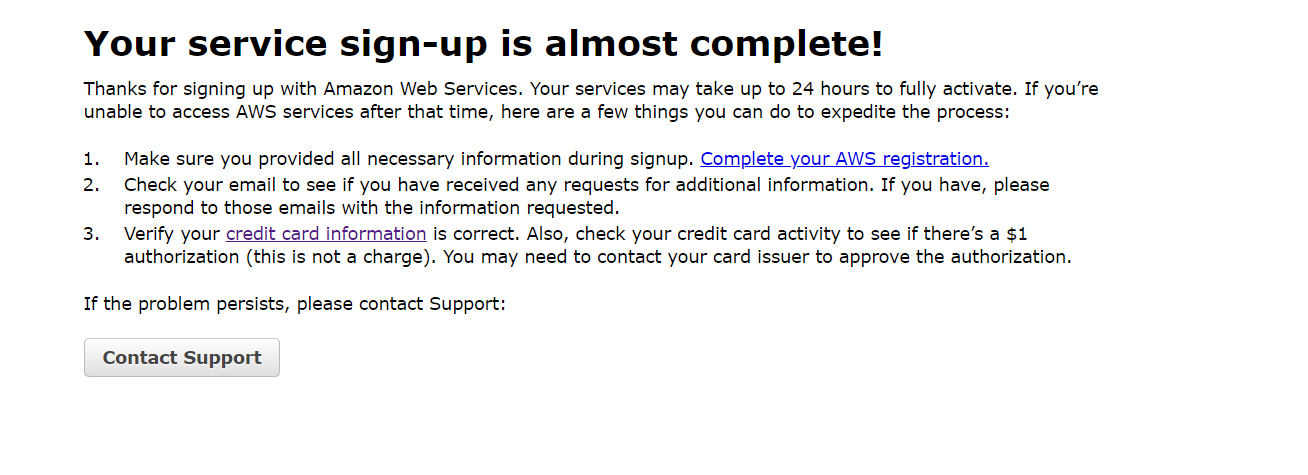 Your service sign-up is almost complete!
Thanks for signing up with Amazon Web Services. Your services may take up to 24 hours to fully activate. If you’re
unable to access AWS services after that time, here are a few things you can do to expedite the process:
1. Make sure you provided all necessary information during signup. Complete your AWS registration.
2. Check your email to see if you have received any requests for additional information. If you have, please
respond to those emails with the information requested.
3. Verify your credit card information is correct. Also, check your credit card activity to see if there’s a $1
authorization (this is not a charge). You may need to contact your card issuer to approve the authorization.
If the problem persists, please contact Support:
Contact Support